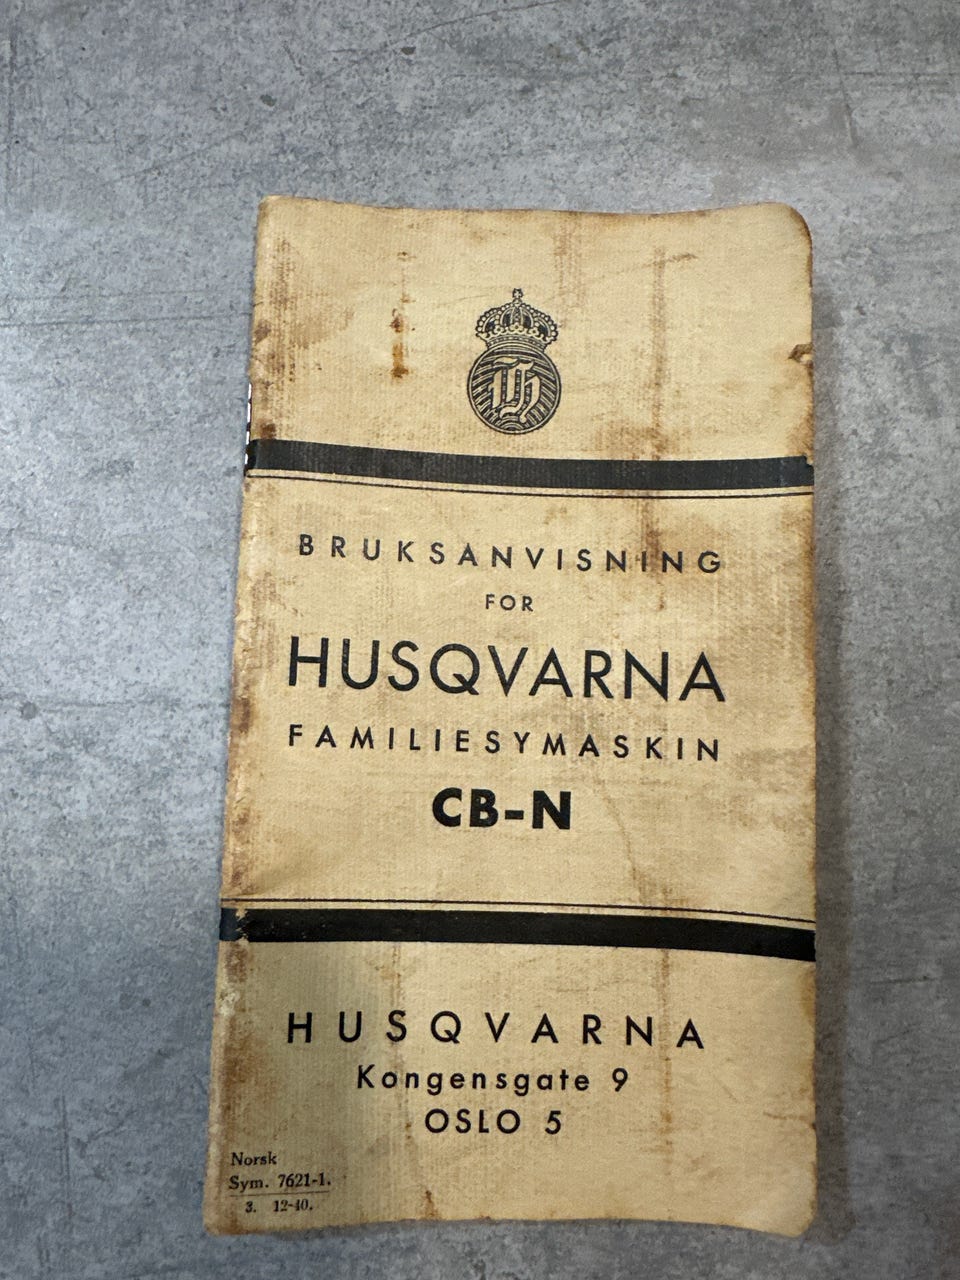 BRUKSANVISNING
FOR
HUSQVARNA
FAMILIESYMASKIN
CB-N
HUSQVARNA
Kongensgate 9
OSLO 5
Norsk
Sym. 7621-1.
3. 12-40.